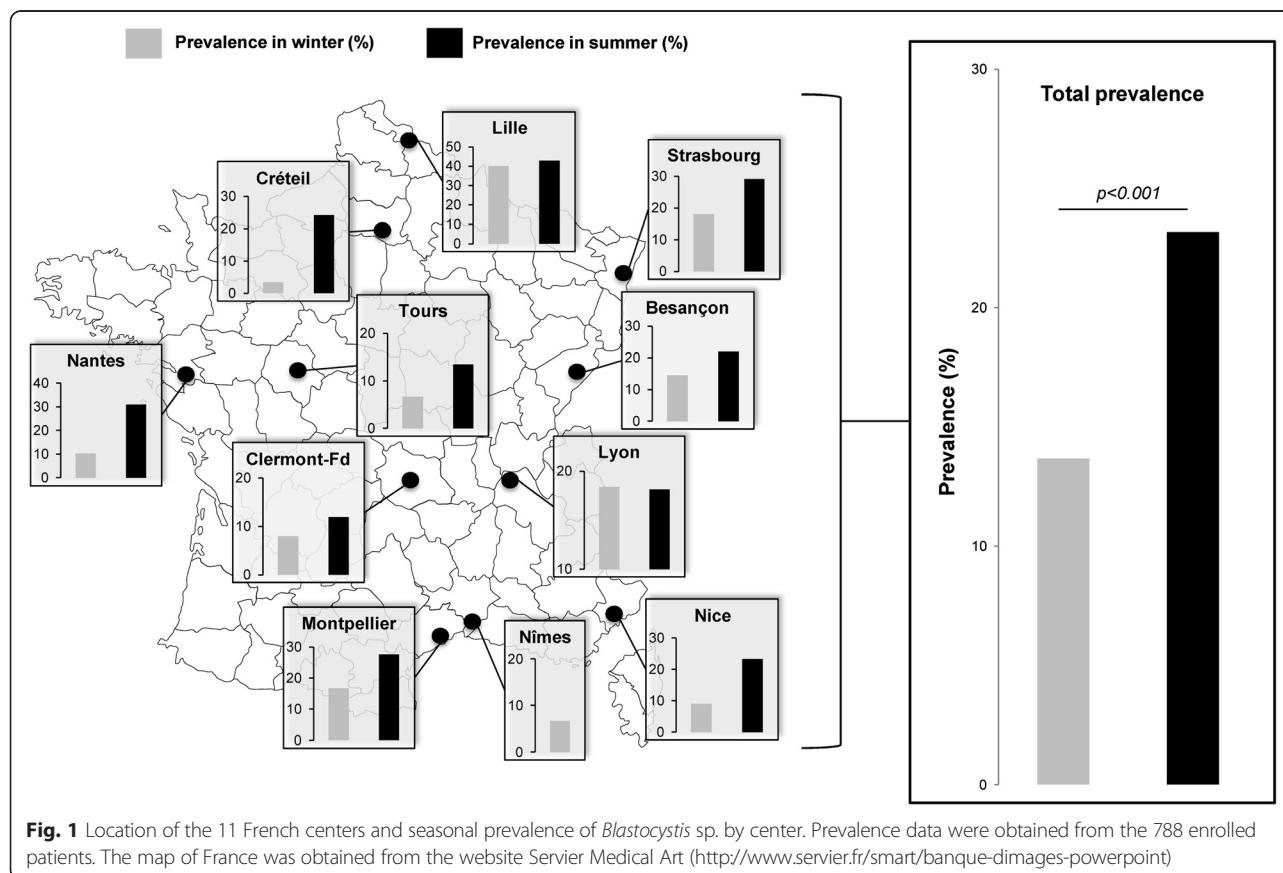 Prevalence in winter (%)
Prevalence in summer (%)
Lille
50
40
30
20
10
0
Strasbourg
30
20
10
0
Créteil
30
20
10
0
Tours
20
10
0
Besançon
30
20
10
0
Nantes
40
30
20
10
0
Clermont-Fd
20
10
0
Lyon
20
10
Montpellier
30
20
10
0
Nîmes
20
10
0
Nice
30
20
10
0
Total prevalence
p<0.001
Prevalence (%)
30
20
10
0
Fig. 1 Location of the 11 French centers and seasonal prevalence of Blastocystis sp. by center. Prevalence data were obtained from the 788 enrolled
patients. The map of France was obtained from the website Servier Medical Art (http://www.servier.fr/smart/banque-dimages-powerpoint)